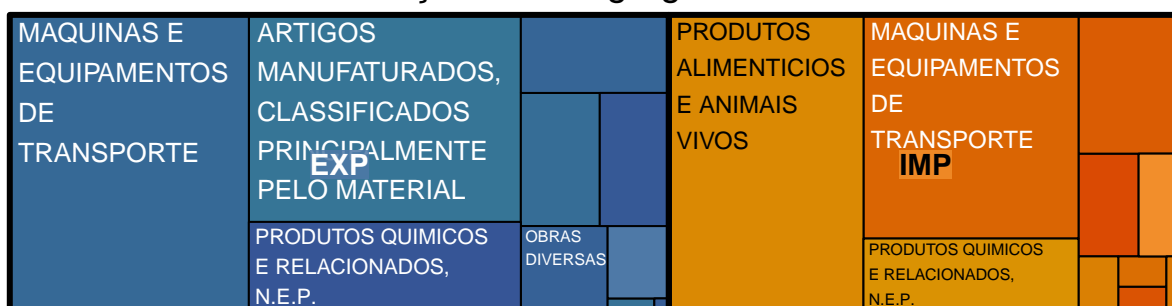 MAQUINAS E
EQUIPAMENTOS
DE
TRANSPORTE
ARTIGOS
MANUFATURADOS,
CLASSIFICADOS
PRINCIPALMENTE
PELO MATERIAL
EXP
PRODUTOS QUIMICOS
E RELACIONADOS,
N.E.P.
OBRAS
DIVERSAS
PRODUTOS
ALIMENTICIOS
E ANIMAIS
VIVOS
MAQUINAS E
EQUIPAMENTOS
DE
TRANSPORTE
IMP
PRODUTOS QUIMICOS
E RELACIONADOS,
N.E.P.